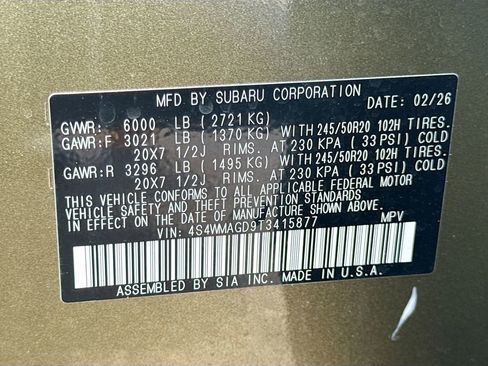 MFD BY SUBARU CORPORATION
DATE: 02/26
GVWR: 6000 LB (2721 KG)
GAWR:F 3021 LB (1370 KG) WITH 245/50R20 102H TIRES.
20X7 1/2J RIMS. AT 230 KPA ( 33 PSI) COLD
GAWR:R 3296 LB (1495 KG) WITH 245/50R20 102H TIRES.
20X7 1/2J RIMS. AT 230 KPA ( 33 PSI) COLD
THIS VEHICLE CONFORMS TO ALL APPLICABLE FEDERAL MOTOR
VEHICLE SAFETY AND THEFT PREVENTION STANDARDS
IN EFFECT ON THE DATE OF MANUFACTURE SHOWN ABOVE.
VIN: 4S4WMAGD9T3415877 MPV
ASSEMBLED BY SIA INC. MADE IN U.S.A.